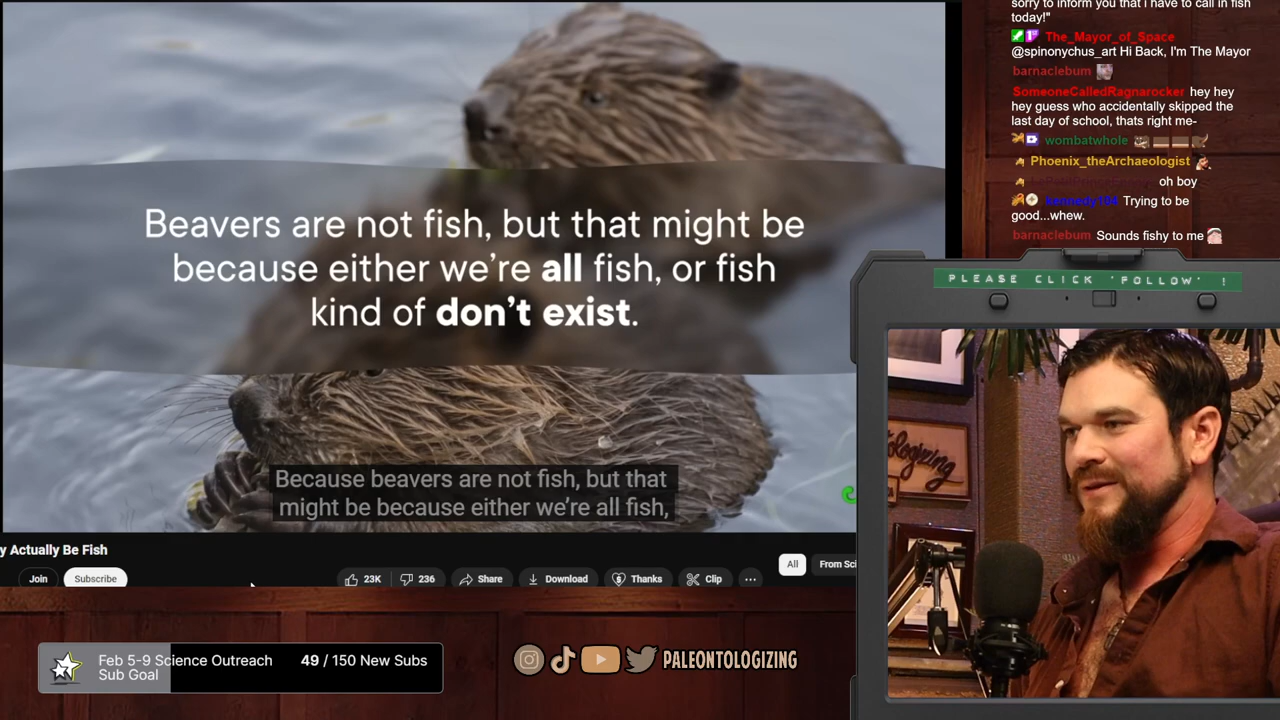 Beavers are not fish, but that might be
because either we're all fish, or fish
kind of don't exist.
Because beavers are not fish, but that
might be because either we're all fish,
y Actually Be Fish
Join
Subscribe
23K
236
Share
Download
Thanks
Clip
...
All
From Sci
sorry to inform you that i have to call in fish
today!"
The_Mayor_of_Space
@spinonychus_art Hi Back, I'm The Mayor
barnaclebum
SomeoneCalledRagnarocker hey hey
hey guess who accidentally skipped the
last day of school, thats right me-
wombatwhole
Phoenix_theArchaeologist
oh boy
kennedy104 Trying to be
good...whew.
barnaclebum Sounds fishy to me
PLEASE CLICK 'FOLLOW' !
ologizing
Feb 5-9 Science Outreach
Sub Goal
49 / 150 New Subs
PALEONTOLOGIZING